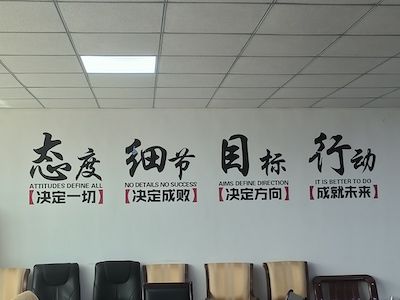 态度
ATTITUDES DEFINE ALL
【决定一切】
细节
NO DETAILS NO SUCCESS
【决定成败】
目标
AIMS DEFINE DIRECTION
【决定方向】
行动
IT IS BETTER TO DO
【成就未来】